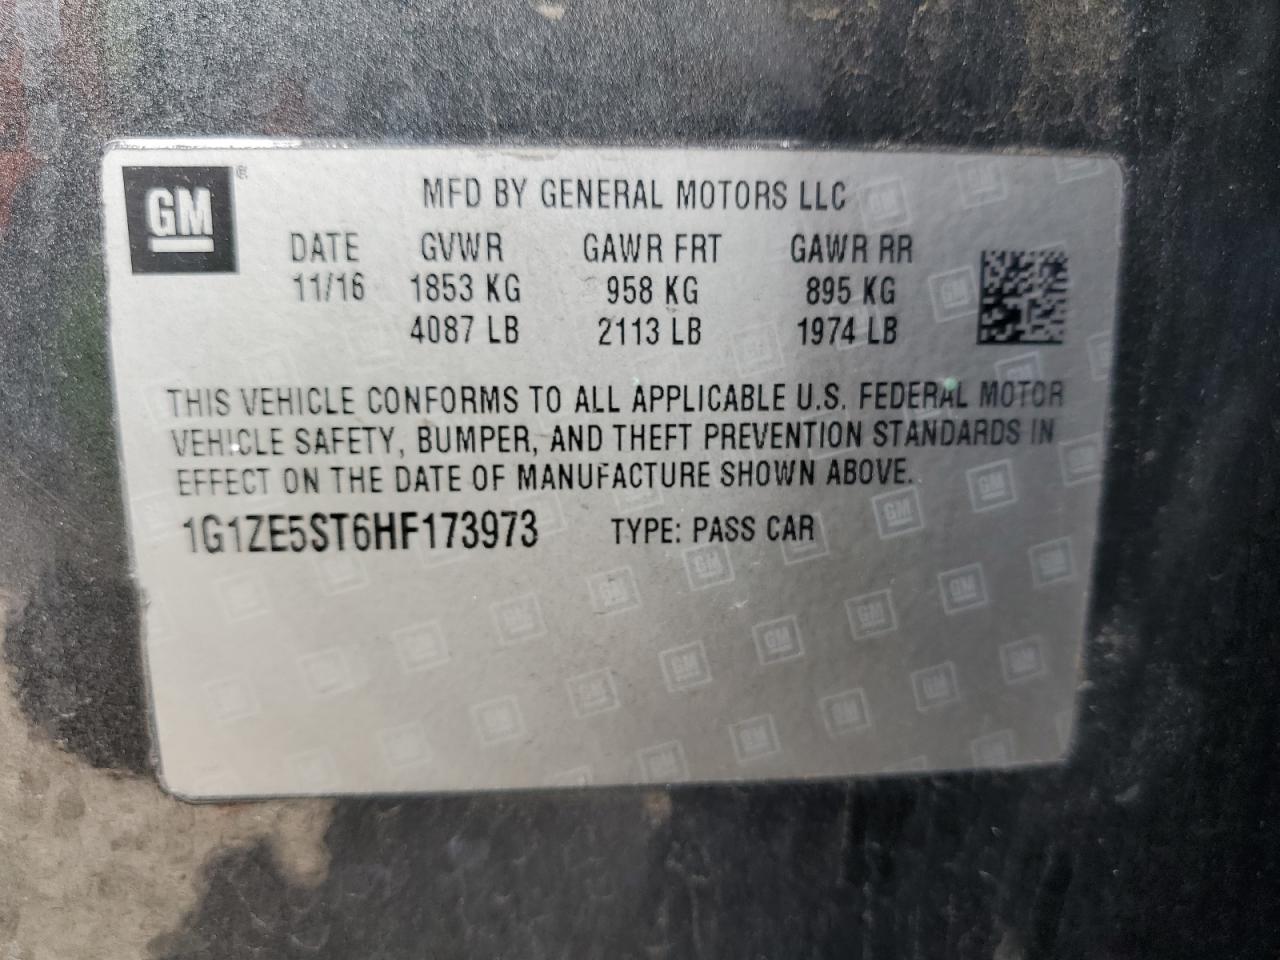 GM®
MFD BY GENERAL MOTORS LLC
DATE GVWR GAWR FRT GAWR RR
11/16 1853 KG 958 KG 895 KG
4087 LB 2113 LB 1974 LB
THIS VEHICLE CONFORMS TO ALL APPLICABLE U.S. FEDERAL MOTOR
VEHICLE SAFETY, BUMPER, AND THEFT PREVENTION STANDARDS IN
EFFECT ON THE DATE OF MANUFACTURE SHOWN ABOVE.
1G1ZE5ST6HF173973 TYPE: PASS CAR